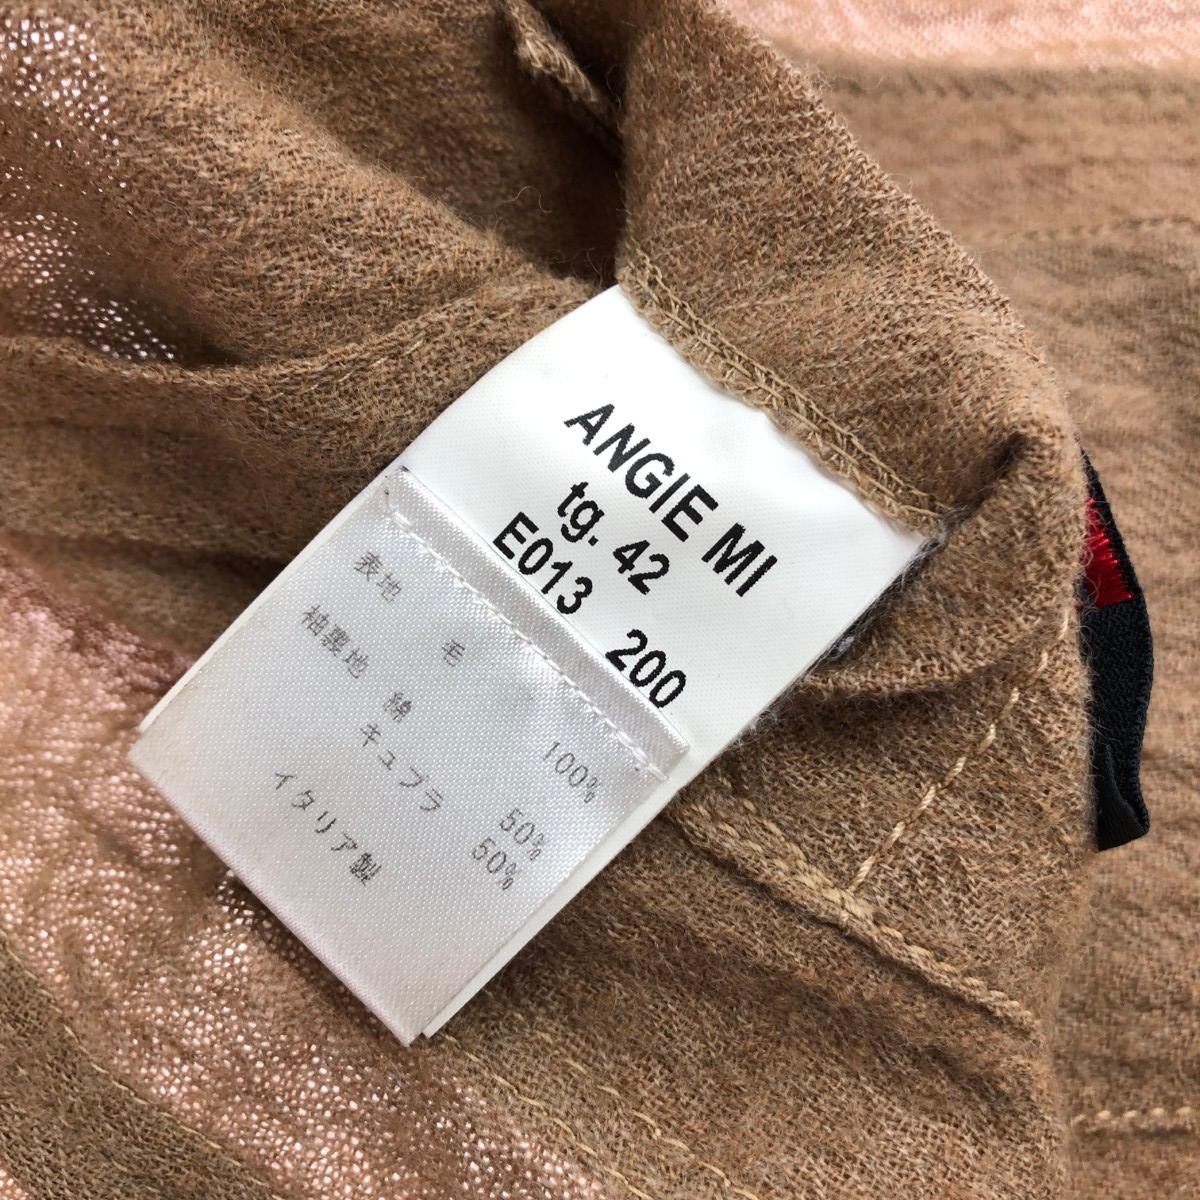 ANGIE MI
tg. 42
E013 200
表地 毛 100%
袖裏地 綿 50%
キュプラ 50%
イタリア製